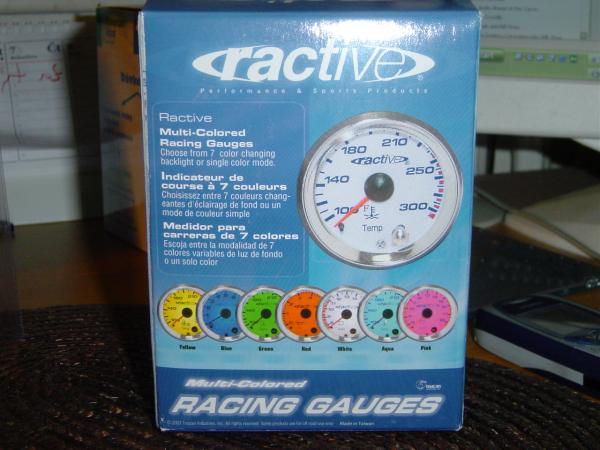 ractive®
Performance & Sports Products
Ractive
Multi-Colored
Racing Gauges
Choose from 7 color changing
backlight or single color mode.
Indicateur de
course à 7 couleurs
Choisissez entre 7 couleurs chang-
eantes d'éclairage de fond ou un
mode de couleur simple
Medidor para
carreras de 7 colores
Escoja entre la modalidad de 7
colores variables de luz de fondo
o un solo color
180 210
ractive
140 250
100 300
Temp
Yellow Blue Green Red White Aqua Pink
Multi-Colored
RACING GAUGES
Made in Taiwan